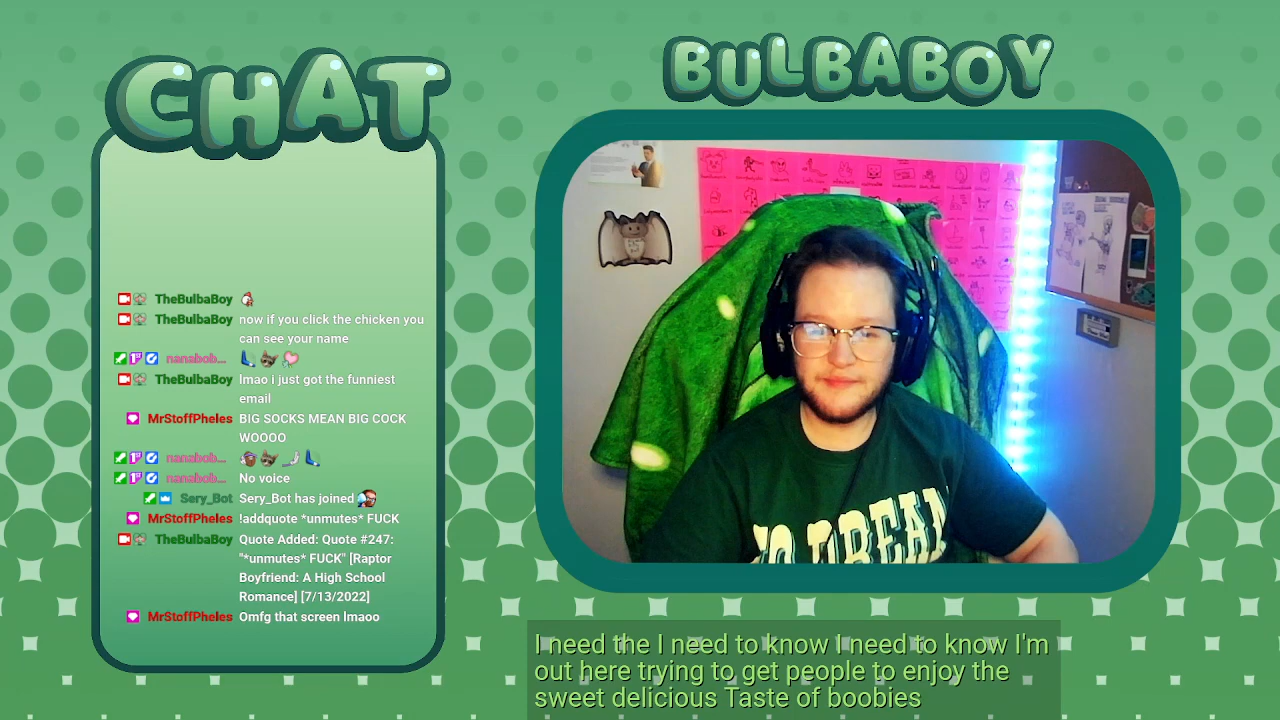 CHAT
BULBABOY
TheBulbaBoy
TheBulbaBoy now if you click the chicken you
can see your name
nanabob...
TheBulbaBoy lmao i just got the funniest
email
MrStoffPheles BIG SOCKS MEAN BIG COCK
WOOOO
nanabob...
nanabob... No voice
Sery_Bot Sery_Bot has joined
MrStoffPheles !addquote *unmutes* FUCK
TheBulbaBoy Quote Added: Quote #247:
"*unmutes* FUCK" [Raptor
Boyfriend: A High School
Romance] [7/13/2022]
MrStoffPheles Omfg that screen lmaoo
I need the I need to know I need to know I'm
out here trying to get people to enjoy the
sweet delicious Taste of boobies